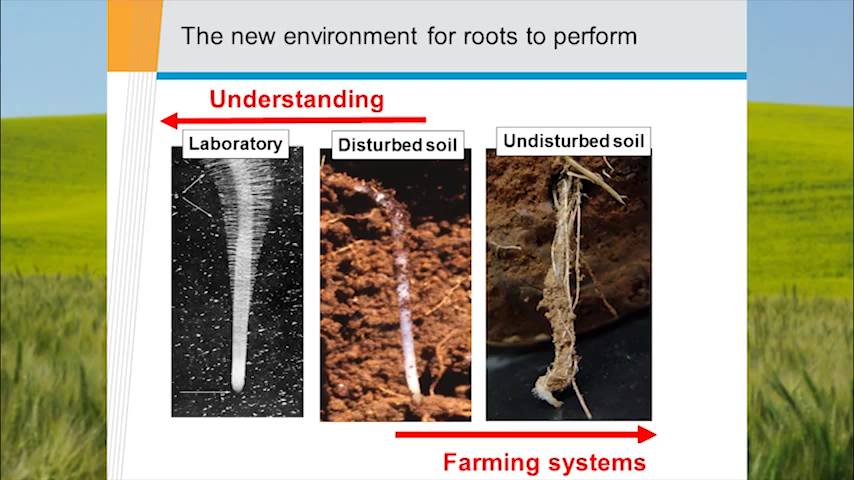 The new environment for roots to perform
Understanding
Laboratory
Disturbed soil
Undisturbed soil
Farming systems